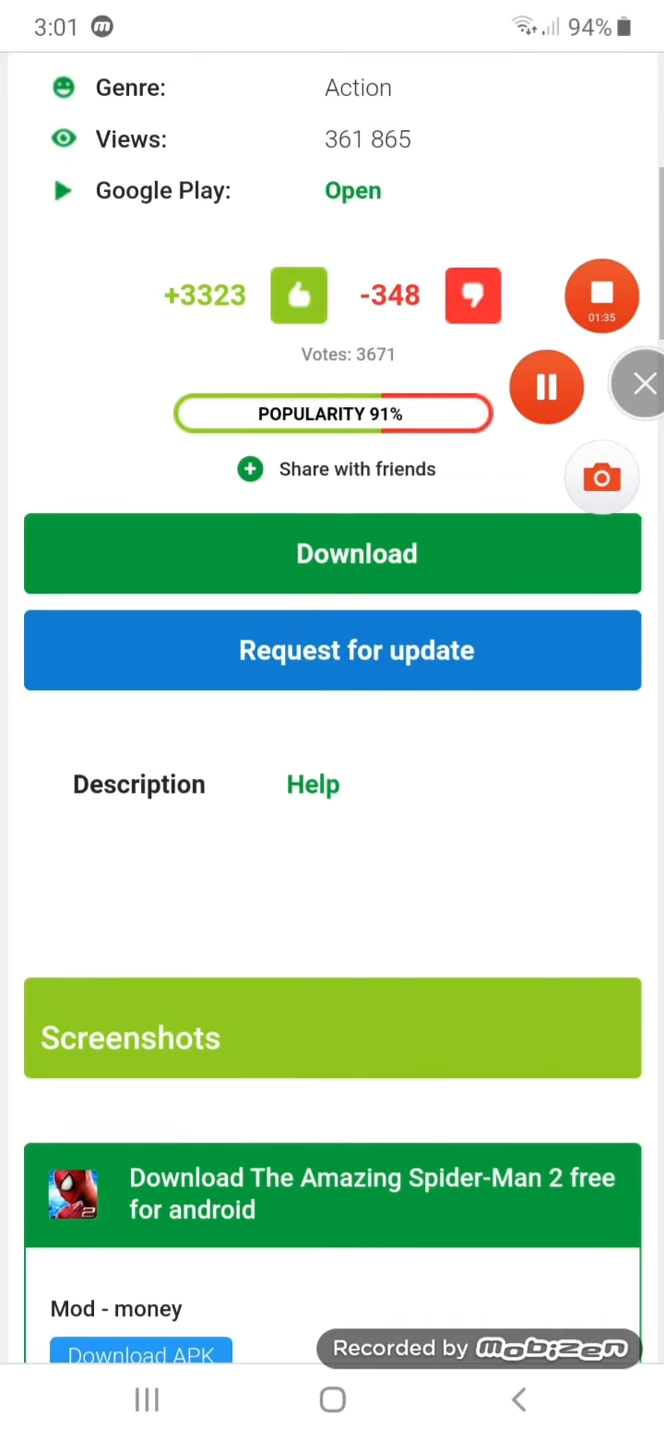 3:01 m 94%
Genre: Action
Views: 361 865
Google Play: Open
+3323 -348
01:35
Votes: 3671
POPULARITY 91%
Share with friends
Download
Request for update
Description Help
Screenshots
Download The Amazing Spider-Man 2 free
for android
Mod - money
Download APK
Recorded by mobizen